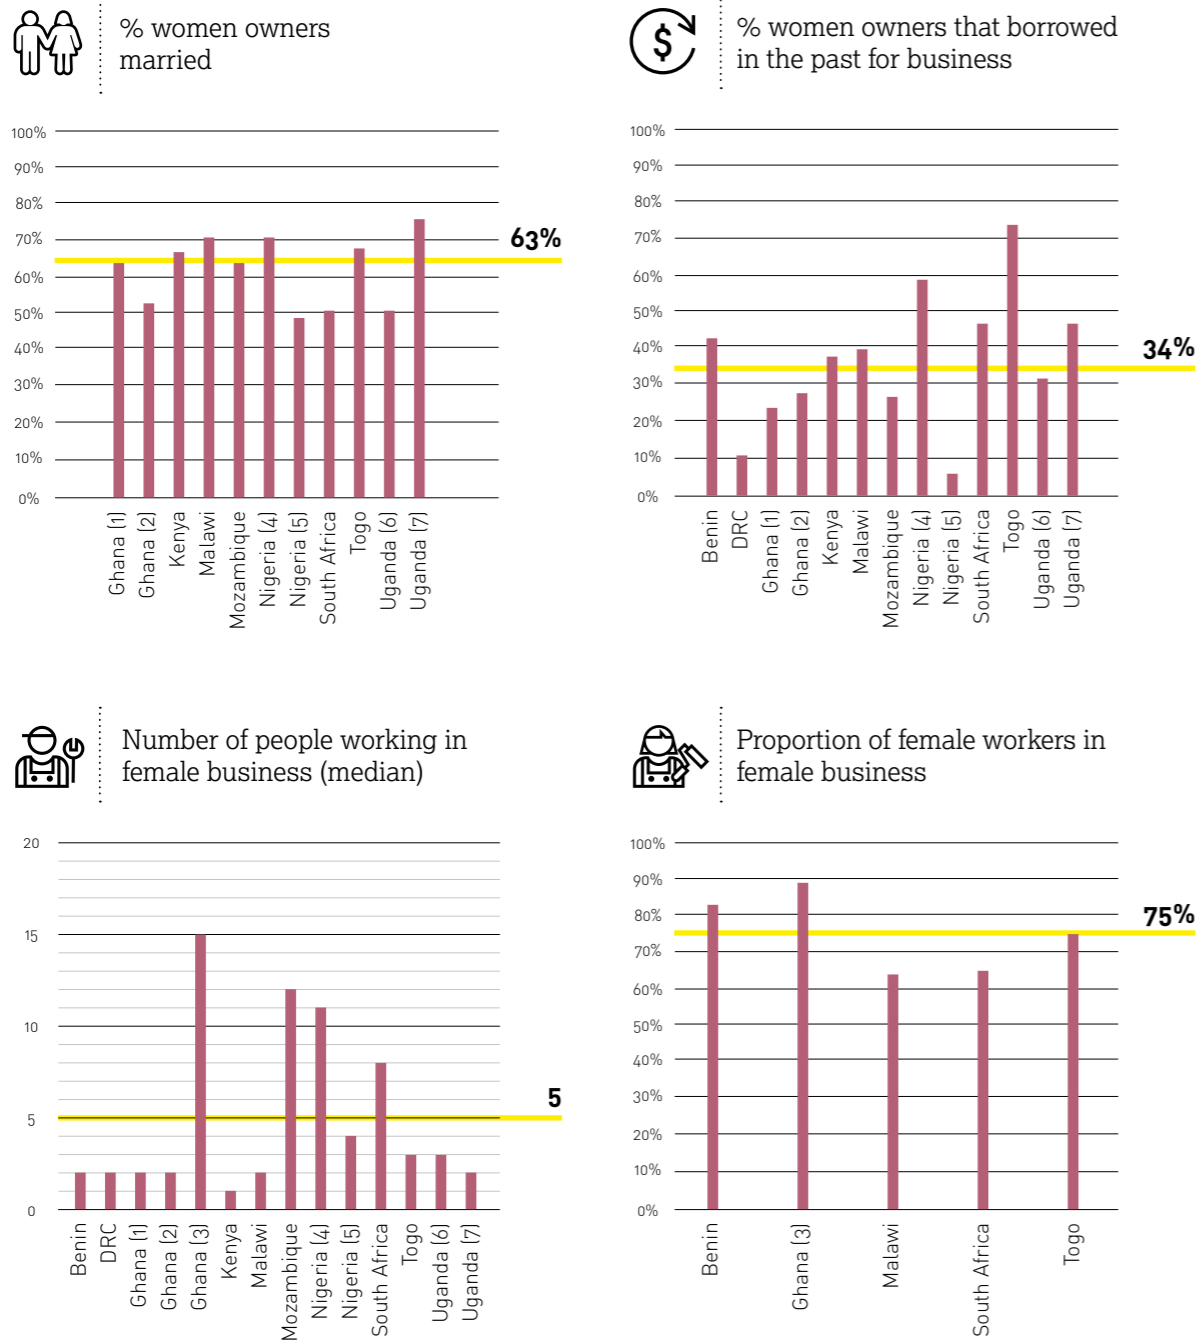 % women owners
married
% women owners that borrowed
in the past for business
100%
90%
80%
70%
60%
50%
40%
30%
20%
10%
0%
63%
Ghana (1)
Ghana (2)
Kenya
Malawi
Mozambique
Nigeria (4)
Nigeria (5)
South Africa
Togo
Uganda (6)
Uganda (7)
100%
90%
80%
70%
60%
50%
40%
30%
20%
10%
0%
34%
Benin
DRC
Ghana (1)
Ghana (2)
Kenya
Malawi
Mozambique
Nigeria (4)
Nigeria (5)
South Africa
Togo
Uganda (6)
Uganda (7)
Number of people working in
female business (median)
Proportion of female workers in
female business
20
15
10
5
0
5
Benin
DRC
Ghana (1)
Ghana (2)
Ghana (3)
Kenya
Malawi
Mozambique
Nigeria (4)
Nigeria (5)
South Africa
Togo
Uganda (6)
Uganda (7)
100%
90%
80%
70%
60%
50%
40%
30%
20%
10%
0%
75%
Benin
Ghana (3)
Malawi
South Africa
Togo